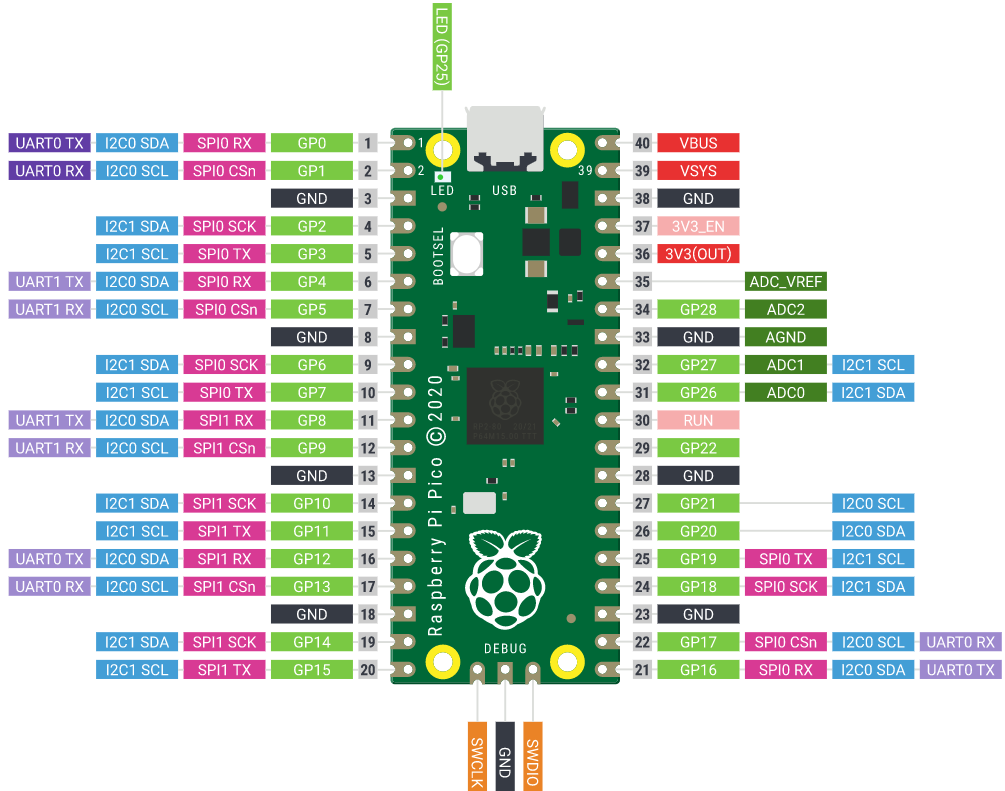 LED (GP25)
UART0 TX I2C0 SDA SPI0 RX GP0 1 1 40 VBUS
UART0 RX I2C0 SCL SPI0 CSn GP1 2 2 39 39 VSYS
LED USB
GND 3 38 GND
I2C1 SDA SPI0 SCK GP2 4 37 3V3_EN
I2C1 SCL SPI0 TX GP3 5 BOOTSEL 36 3V3(OUT)
UART1 TX I2C0 SDA SPI0 RX GP4 6 35 ADC_VREF
UART1 RX I2C0 SCL SPI0 CSn GP5 7 34 GP28 ADC2
GND 8 33 GND AGND
I2C1 SDA SPI0 SCK GP6 9 32 GP27 ADC1 I2C1 SCL
I2C1 SCL SPI0 TX GP7 10 31 GP26 ADC0 I2C1 SDA
UART1 TX I2C0 SDA SPI1 RX GP8 11 30 RUN
UART1 RX I2C0 SCL SPI1 CSn GP9 12 29 GP22
GND 13 28 GND
I2C1 SDA SPI1 SCK GP10 14 27 GP21 I2C0 SCL
I2C1 SCL SPI1 TX GP11 15 26 GP20 I2C0 SDA
UART0 TX I2C0 SDA SPI1 RX GP12 16 25 GP19 SPI0 TX I2C1 SCL
UART0 RX I2C0 SCL SPI1 CSn GP13 17 24 GP18 SPI0 SCK I2C1 SDA
GND 18 23 GND
I2C1 SDA SPI1 SCK GP14 19 22 GP17 SPI0 CSn I2C0 SCL UART0 RX
I2C1 SCL SPI1 TX GP15 20 21 GP16 SPI0 RX I2C0 SDA UART0 TX
Raspberry Pi Pico © 2020
DEBUG
SWCLK GND SWDIO